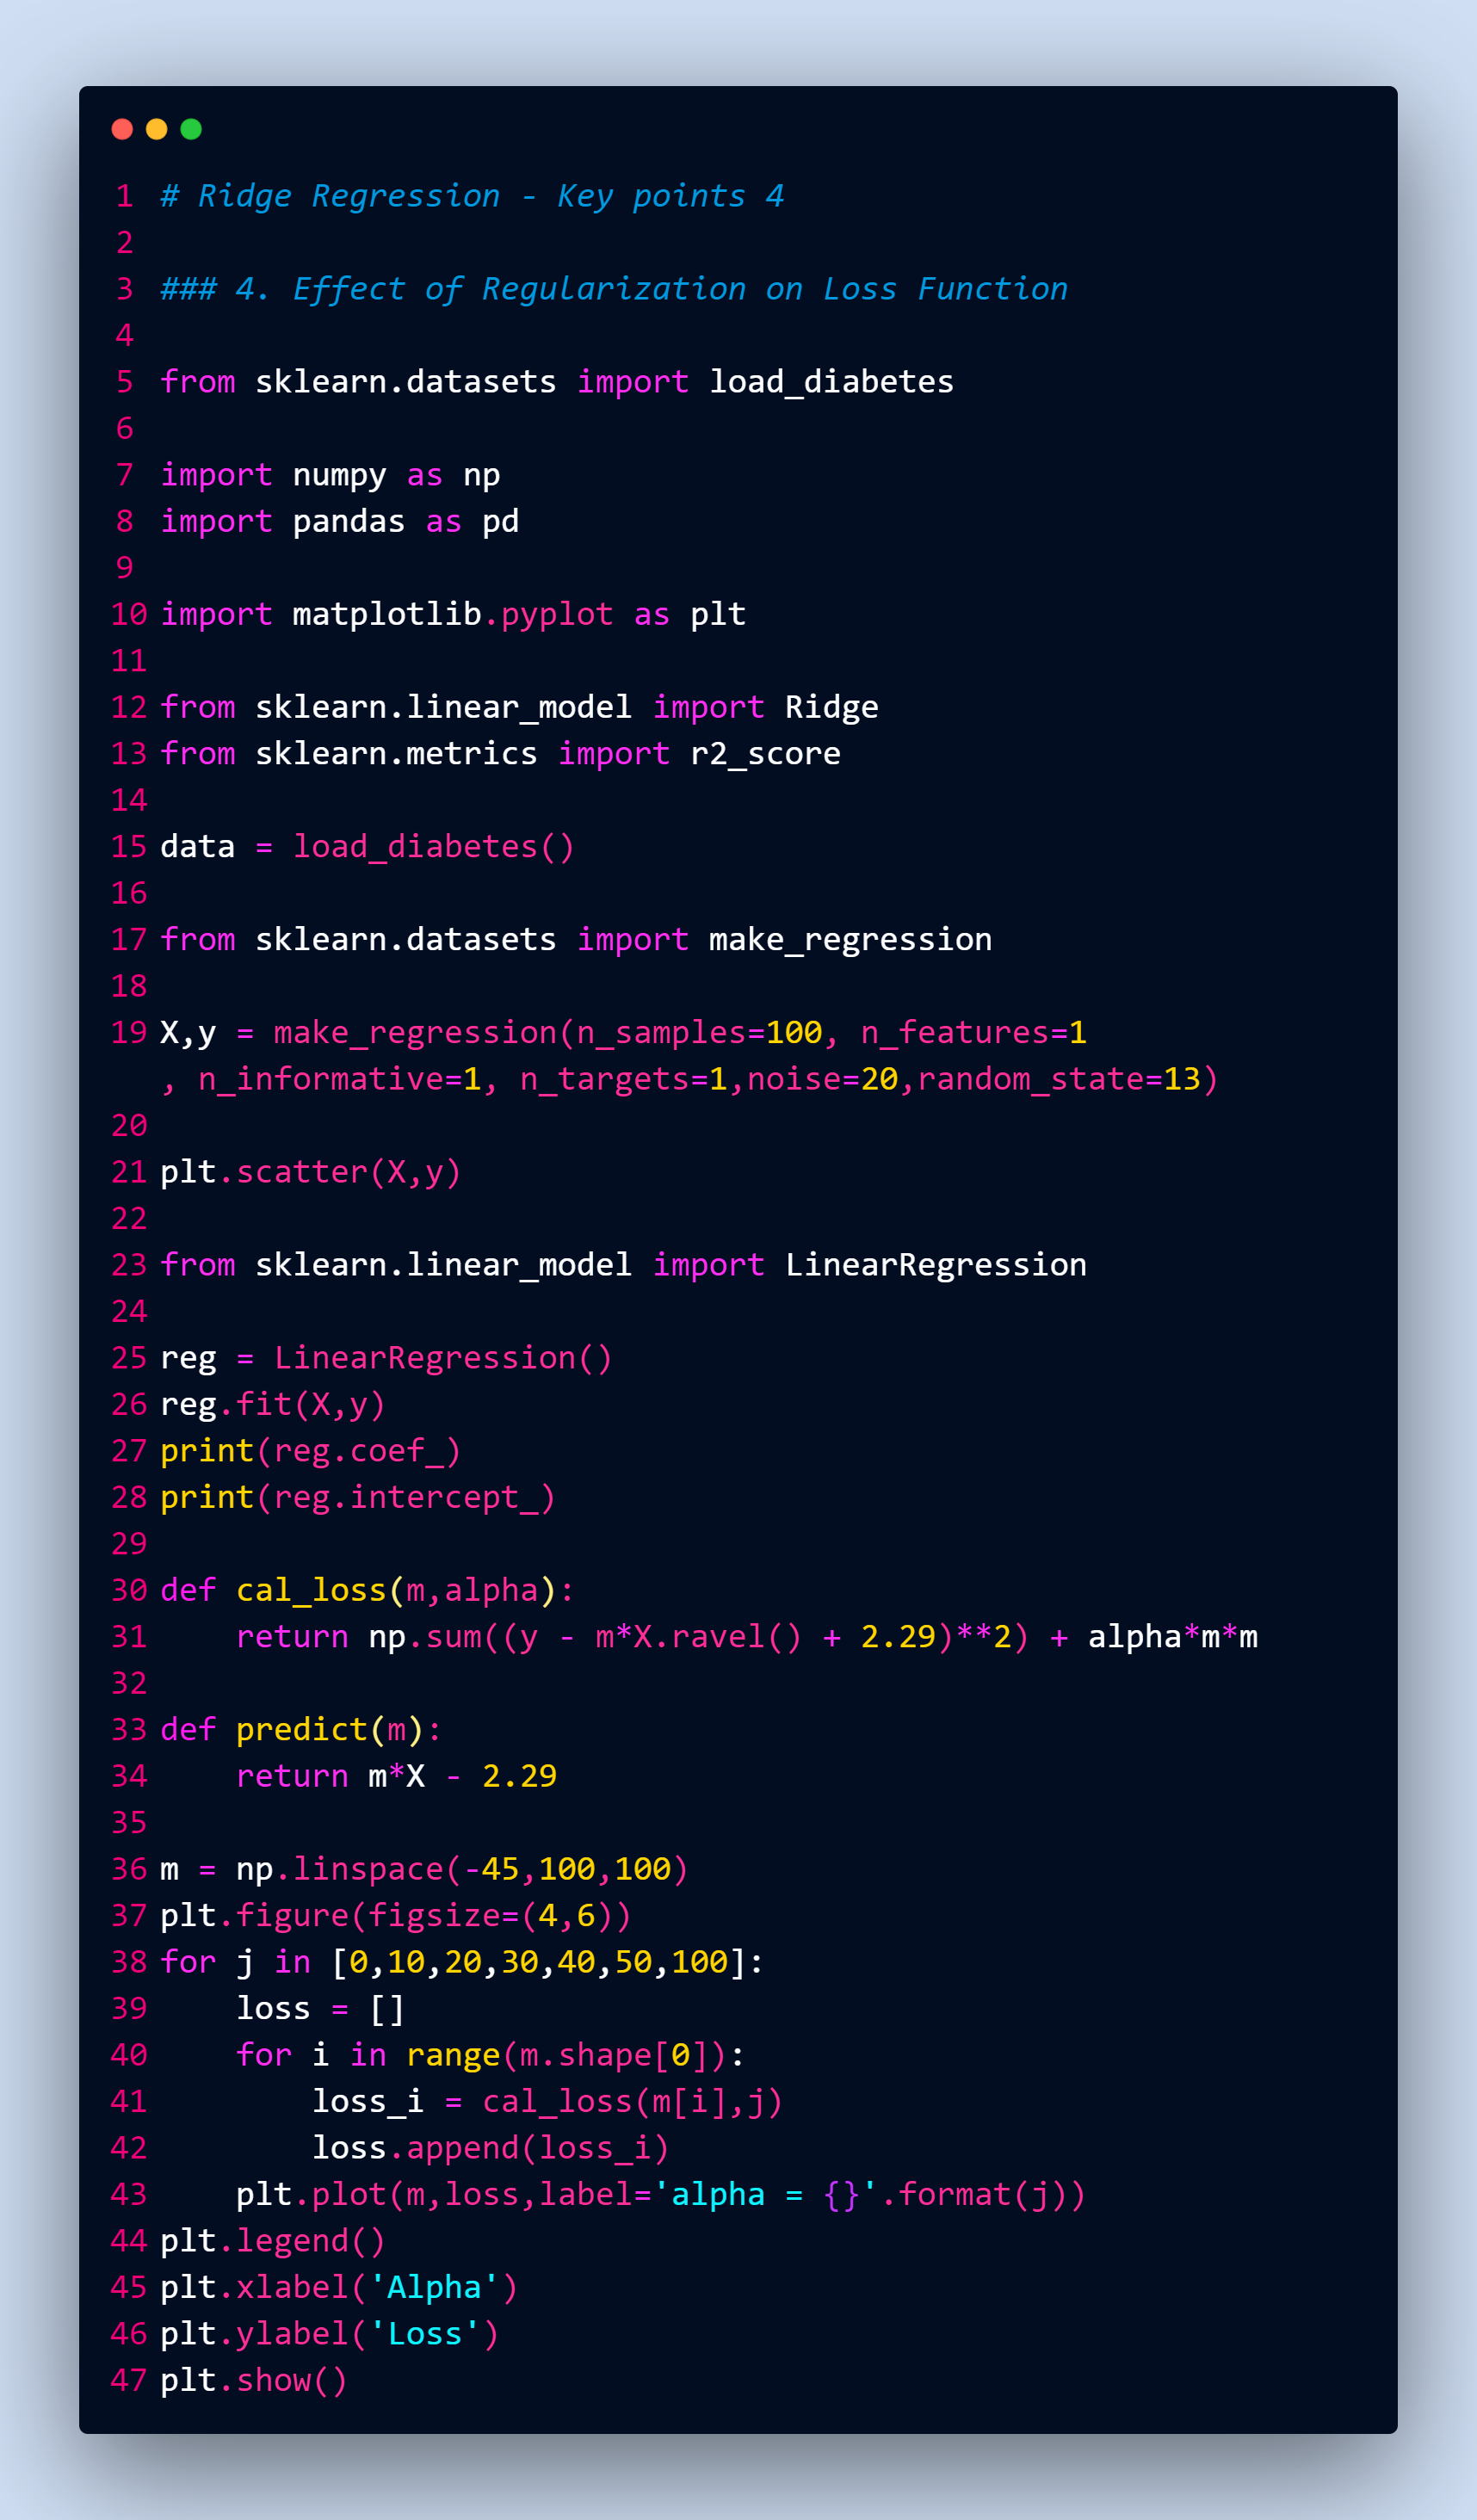 1 # Ridge Regression - Key points 4
2
3 ### 4. Effect of Regularization on Loss Function
4
5 from sklearn.datasets import load_diabetes
6
7 import numpy as np
8 import pandas as pd
9
10 import matplotlib.pyplot as plt
11
12 from sklearn.linear_model import Ridge
13 from sklearn.metrics import r2_score
14
15 data = load_diabetes()
16
17 from sklearn.datasets import make_regression
18
19 X,y = make_regression(n_samples=100, n_features=1
, n_informative=1, n_targets=1,noise=20,random_state=13)
20
21 plt.scatter(X,y)
22
23 from sklearn.linear_model import LinearRegression
24
25 reg = LinearRegression()
26 reg.fit(X,y)
27 print(reg.coef_)
28 print(reg.intercept_)
29
30 def cal_loss(m,alpha):
31     return np.sum((y - m*X.ravel() + 2.29)**2) + alpha*m*m
32
33 def predict(m):
34     return m*X - 2.29
35
36 m = np.linspace(-45,100,100)
37 plt.figure(figsize=(4,6))
38 for j in [0,10,20,30,40,50,100]:
39     loss = []
40     for i in range(m.shape[0]):
41         loss_i = cal_loss(m[i],j)
42         loss.append(loss_i)
43     plt.plot(m,loss,label='alpha = {}'.format(j))
44 plt.legend()
45 plt.xlabel('Alpha')
46 plt.ylabel('Loss')
47 plt.show()